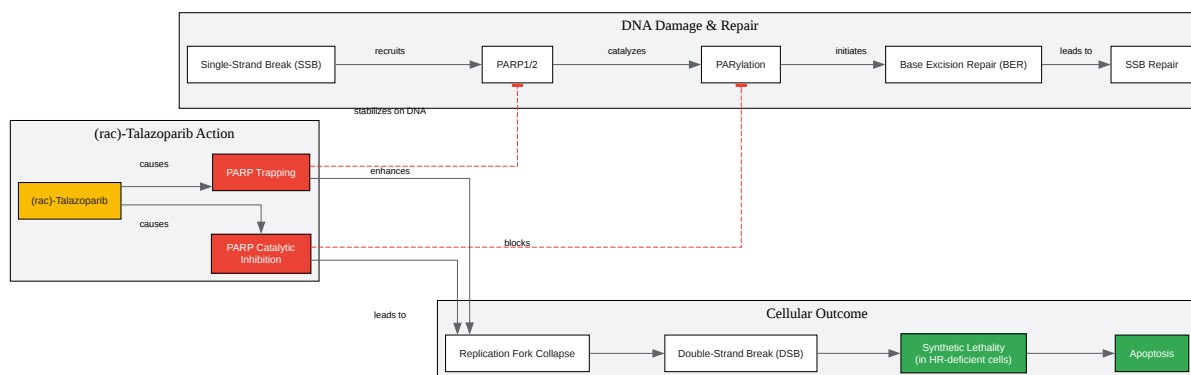 DNA Damage & Repair
recruits
catalyzes
initiates
leads to
Single-Strand Break (SSB)
PARP1/2
PARylation
Base Excision Repair (BER)
SSB Repair
stabilizes on DNA
(rac)-Talazoparib Action
causes
PARP Trapping
enhances
(rac)-Talazoparib
causes
PARP Catalytic
Inhibition
blocks
leads to
Cellular Outcome
Replication Fork Collapse
Double-Strand Break (DSB)
Synthetic Lethality
(in HR-deficient cells)
Apoptosis